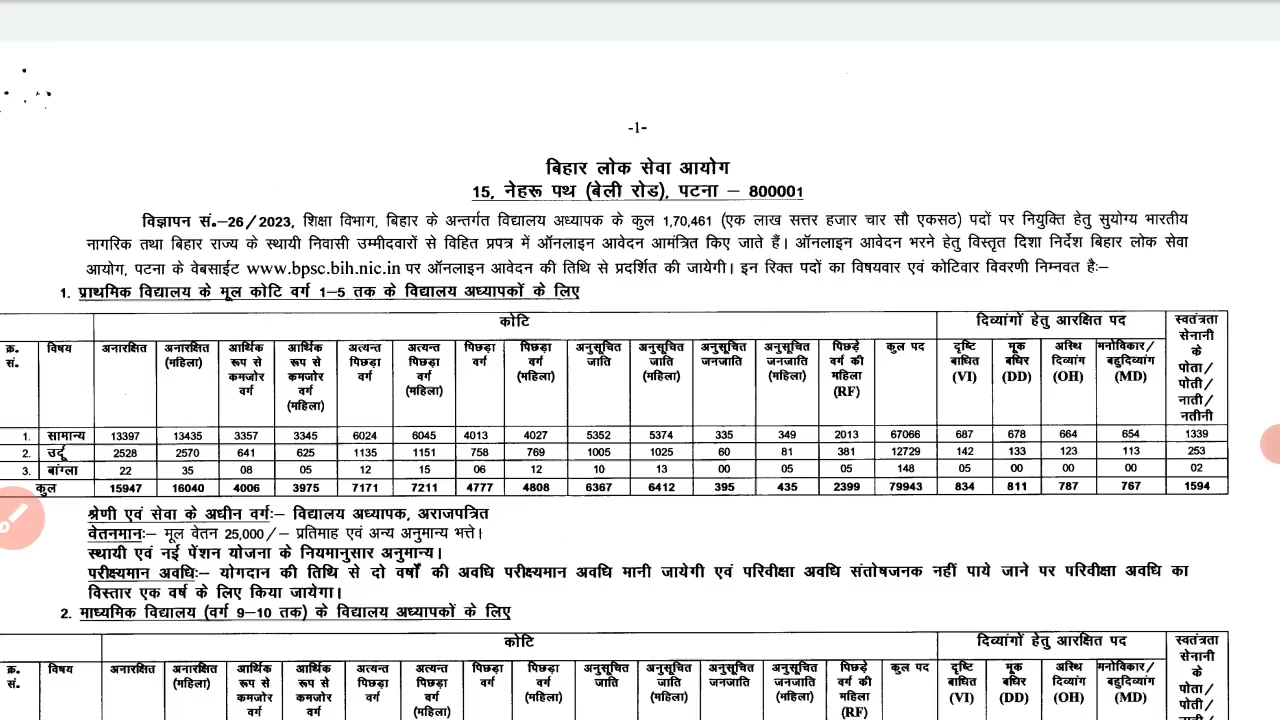 -1-
बिहार लोक सेवा आयोग
15, नेहरू पथ (बेली रोड), पटना – 800001
विज्ञापन सं.–26/2023, शिक्षा विभाग, बिहार के अन्तर्गत विद्यालय अध्यापक के कुल 1,70,461 (एक लाख सत्तर हजार चार सौ एकसठ) पदों पर नियुक्ति हेतु सुयोग्य भारतीय
नागरिक तथा बिहार राज्य के स्थायी निवासी उम्मीदवारों से विहित प्रपत्र में ऑनलाइन आवेदन आमंत्रित किए जाते हैं। ऑनलाइन आवेदन भरने हेतु विस्तृत दिशा निर्देश बिहार लोक सेवा
आयोग, पटना के वेबसाईट www.bpsc.bih.nic.in पर ऑनलाइन आवेदन की तिथि से प्रदर्शित की जायेगी। इन रिक्त पदों का विषयवार एवं कोटिवार विवरणी निम्नवत है:–
1. प्राथमिक विद्यालय के मूल कोटि वर्ग 1–5 तक के विद्यालय अध्यापकों के लिए
क्र. सं. विषय कोटि दिव्यांगों हेतु आरक्षित पद स्वतंत्रता सेनानी के पोता/ पोती/ नाती/ नतीनी
अनारक्षित अनारक्षित (महिला) आर्थिक रूप से कमजोर वर्ग आर्थिक रूप से कमजोर वर्ग (महिला) अत्यन्त पिछड़ा वर्ग अत्यन्त पिछड़ा वर्ग (महिला) पिछड़ा वर्ग पिछड़ा वर्ग (महिला) अनुसूचित जाति अनुसूचित जाति (महिला) अनुसूचित जनजाति अनुसूचित जनजाति (महिला) पिछड़े वर्ग की महिला (RF) कुल पद दृष्टि बाधित (VI) मूक बधिर (DD) अस्थि दिव्यांग (OH) मनोविकार/ बहुदिव्यांग (MD)
1. सामान्य 13397 13435 3357 3345 6024 6045 4013 4027 5352 5374 335 349 2013 67066 687 678 664 654 1339
2. उर्दू 2528 2570 641 625 1135 1151 758 769 1005 1025 60 81 381 12729 142 133 123 113 253
3. बांग्ला 22 35 08 05 12 15 06 12 10 13 00 05 05 148 05 00 00 00 02
कुल 15947 16040 4006 3975 7171 7211 4777 4808 6367 6412 395 435 2399 79943 834 811 787 767 1594
श्रेणी एवं सेवा के अधीन वर्ग:– विद्यालय अध्यापक, अराजपत्रित
वेतनमान:– मूल वेतन 25,000/– प्रतिमाह एवं अन्य अनुमान्य भत्ते।
स्थायी एवं नई पेंशन योजना के नियमानुसार अनुमान्य।
परीक्ष्यमान अवधि:– योगदान की तिथि से दो वर्षों की अवधि परीक्ष्यमान अवधि मानी जायेगी एवं परिवीक्षा अवधि संतोषजनक नहीं पाये जाने पर परिवीक्षा अवधि का
विस्तार एक वर्ष के लिए किया जायेगा।
2. माध्यमिक विद्यालय (वर्ग 9–10 तक) के विद्यालय अध्यापकों के लिए
क्र. सं. विषय कोटि दिव्यांगों हेतु आरक्षित पद स्वतंत्रता सेनानी के पोता/ पोती/
अनारक्षित अनारक्षित (महिला) आर्थिक रूप से कमजोर वर्ग आर्थिक रूप से कमजोर वर्ग अत्यन्त पिछड़ा वर्ग अत्यन्त पिछड़ा वर्ग (महिला) पिछड़ा वर्ग पिछड़ा वर्ग (महिला) अनुसूचित जाति अनुसूचित जाति (महिला) अनुसूचित जनजाति अनुसूचित जनजाति (महिला) पिछड़े वर्ग की महिला (RF) कुल पद दृष्टि बाधित (VI) मूक बधिर (DD) अस्थि दिव्यांग (OH) मनोविकार/ बहुदिव्यांग (MD)